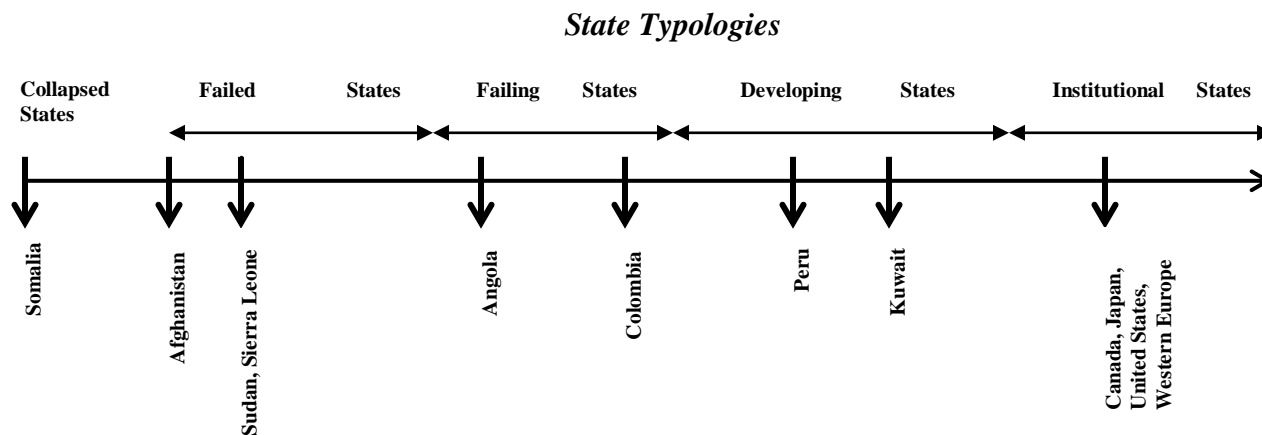 State Typologies
Collapsed
States
Failed States
Failing States
Developing States
Institutional States
Somalia
Afghanistan
Sudan, Sierra Leone
Angola
Colombia
Peru
Kuwait
Canada, Japan,
United States,
Western Europe